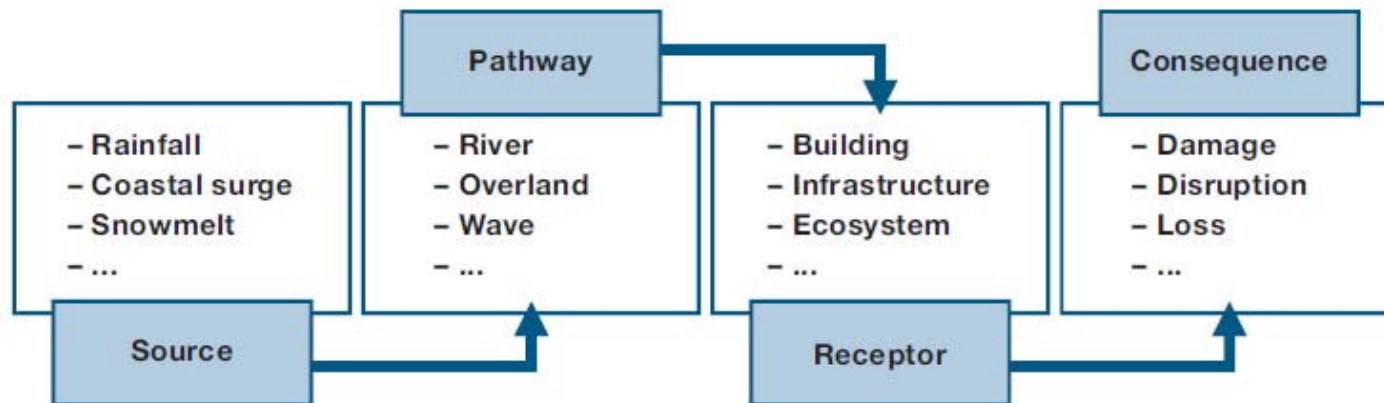 Pathway
Consequence
– Rainfall
– Coastal surge
– Snowmelt
– ...
– River
– Overland
– Wave
– ...
– Building
– Infrastructure
– Ecosystem
– ...
– Damage
– Disruption
– Loss
– ...
Source
Receptor